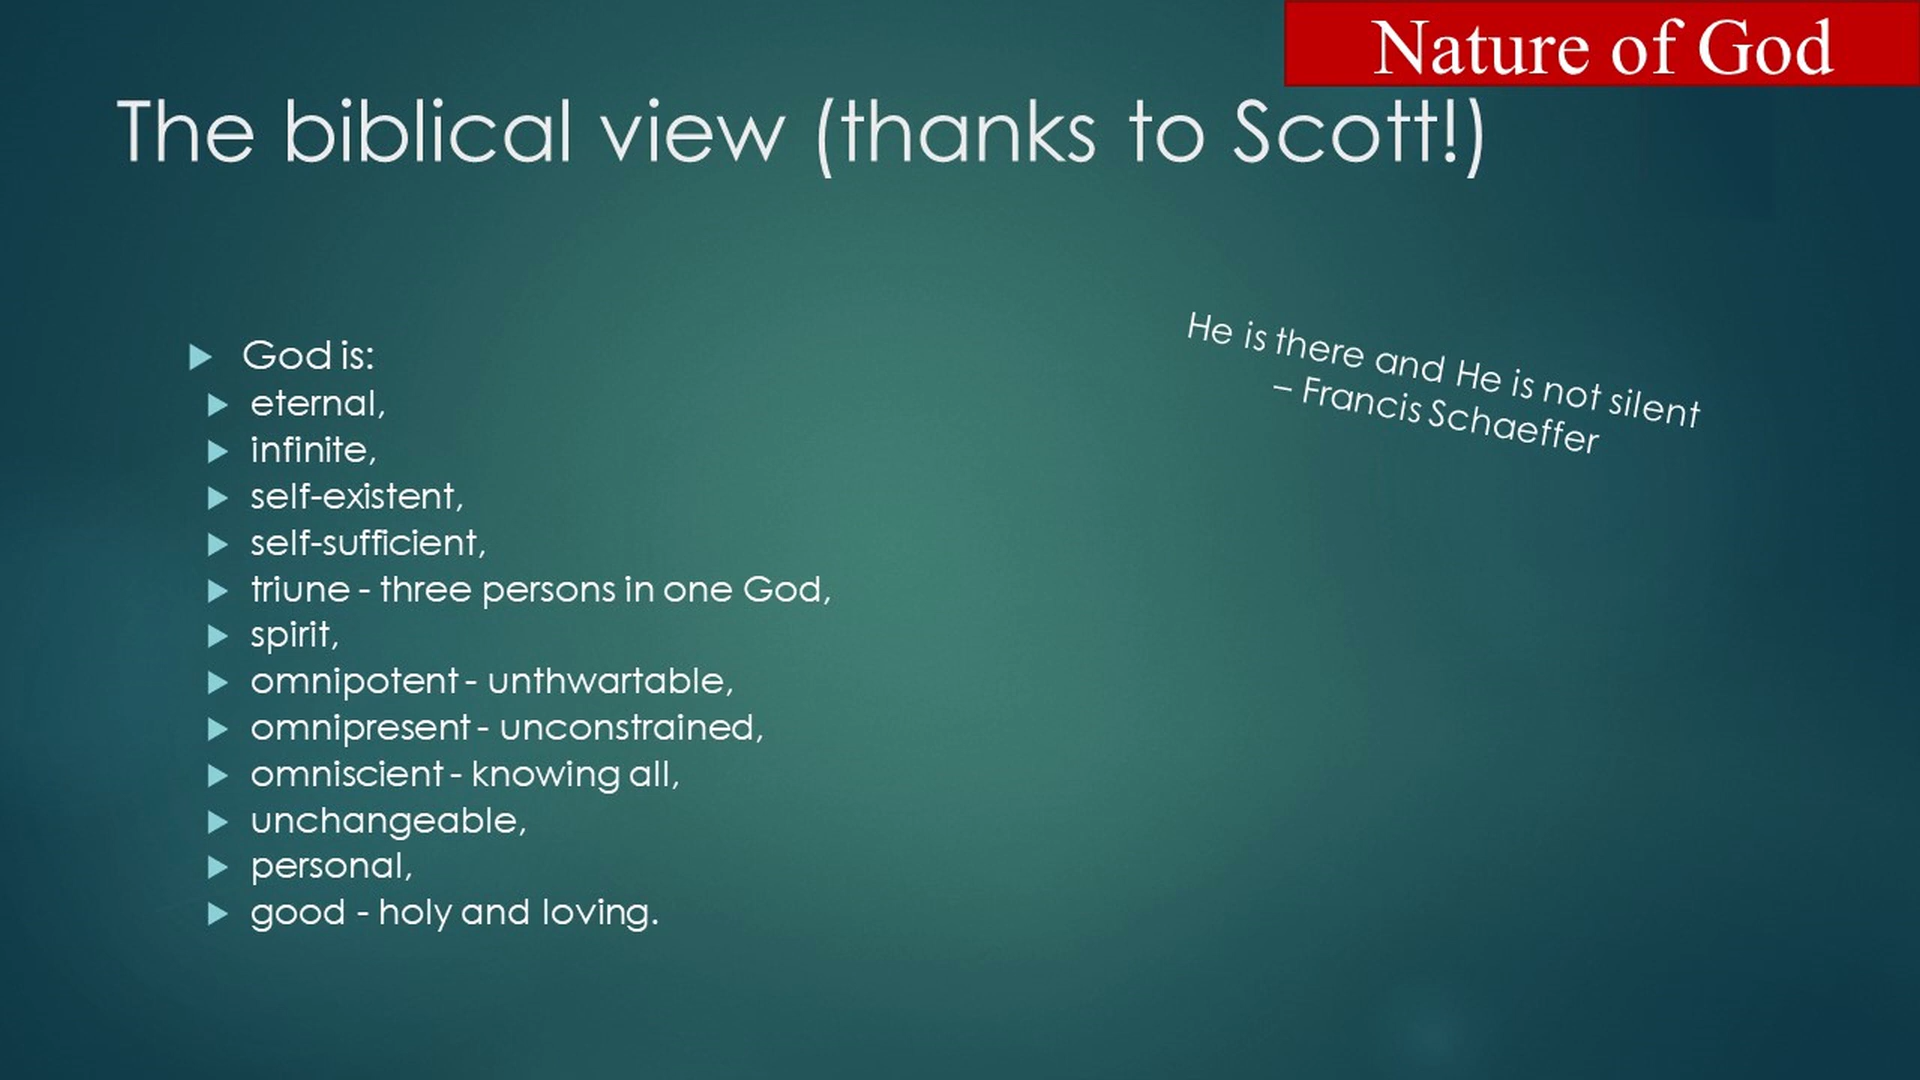 Nature of God
The biblical view (thanks to Scott!)
God is:
eternal,
infinite,
self-existent,
self-sufficient,
triune - three persons in one God,
spirit,
omnipotent - unthwartable,
omnipresent - unconstrained,
omniscient - knowing all,
unchangeable,
personal,
good - holy and loving.
He is there and He is not silent
– Francis Schaeffer